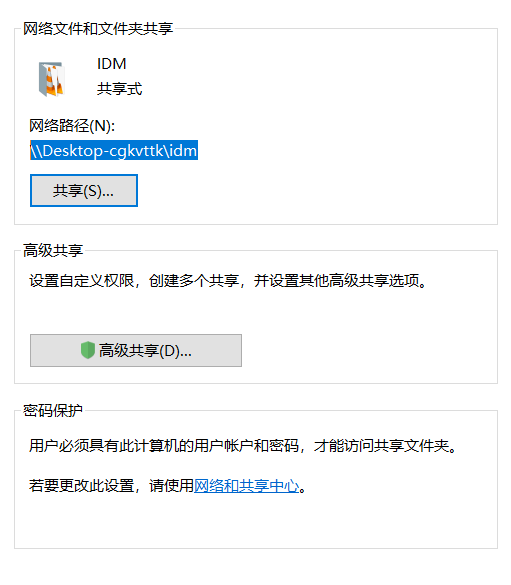 网络文件和文件夹共享
IDM
共享式
网络路径(N):
\\Desktop-cgkvttk\idm
共享(S)...
高级共享
设置自定义权限，创建多个共享，并设置其他高级共享选项。
高级共享(D)...
密码保护
用户必须具有此计算机的用户帐户和密码，才能访问共享文件夹。
若要更改此设置，请使用网络和共享中心。